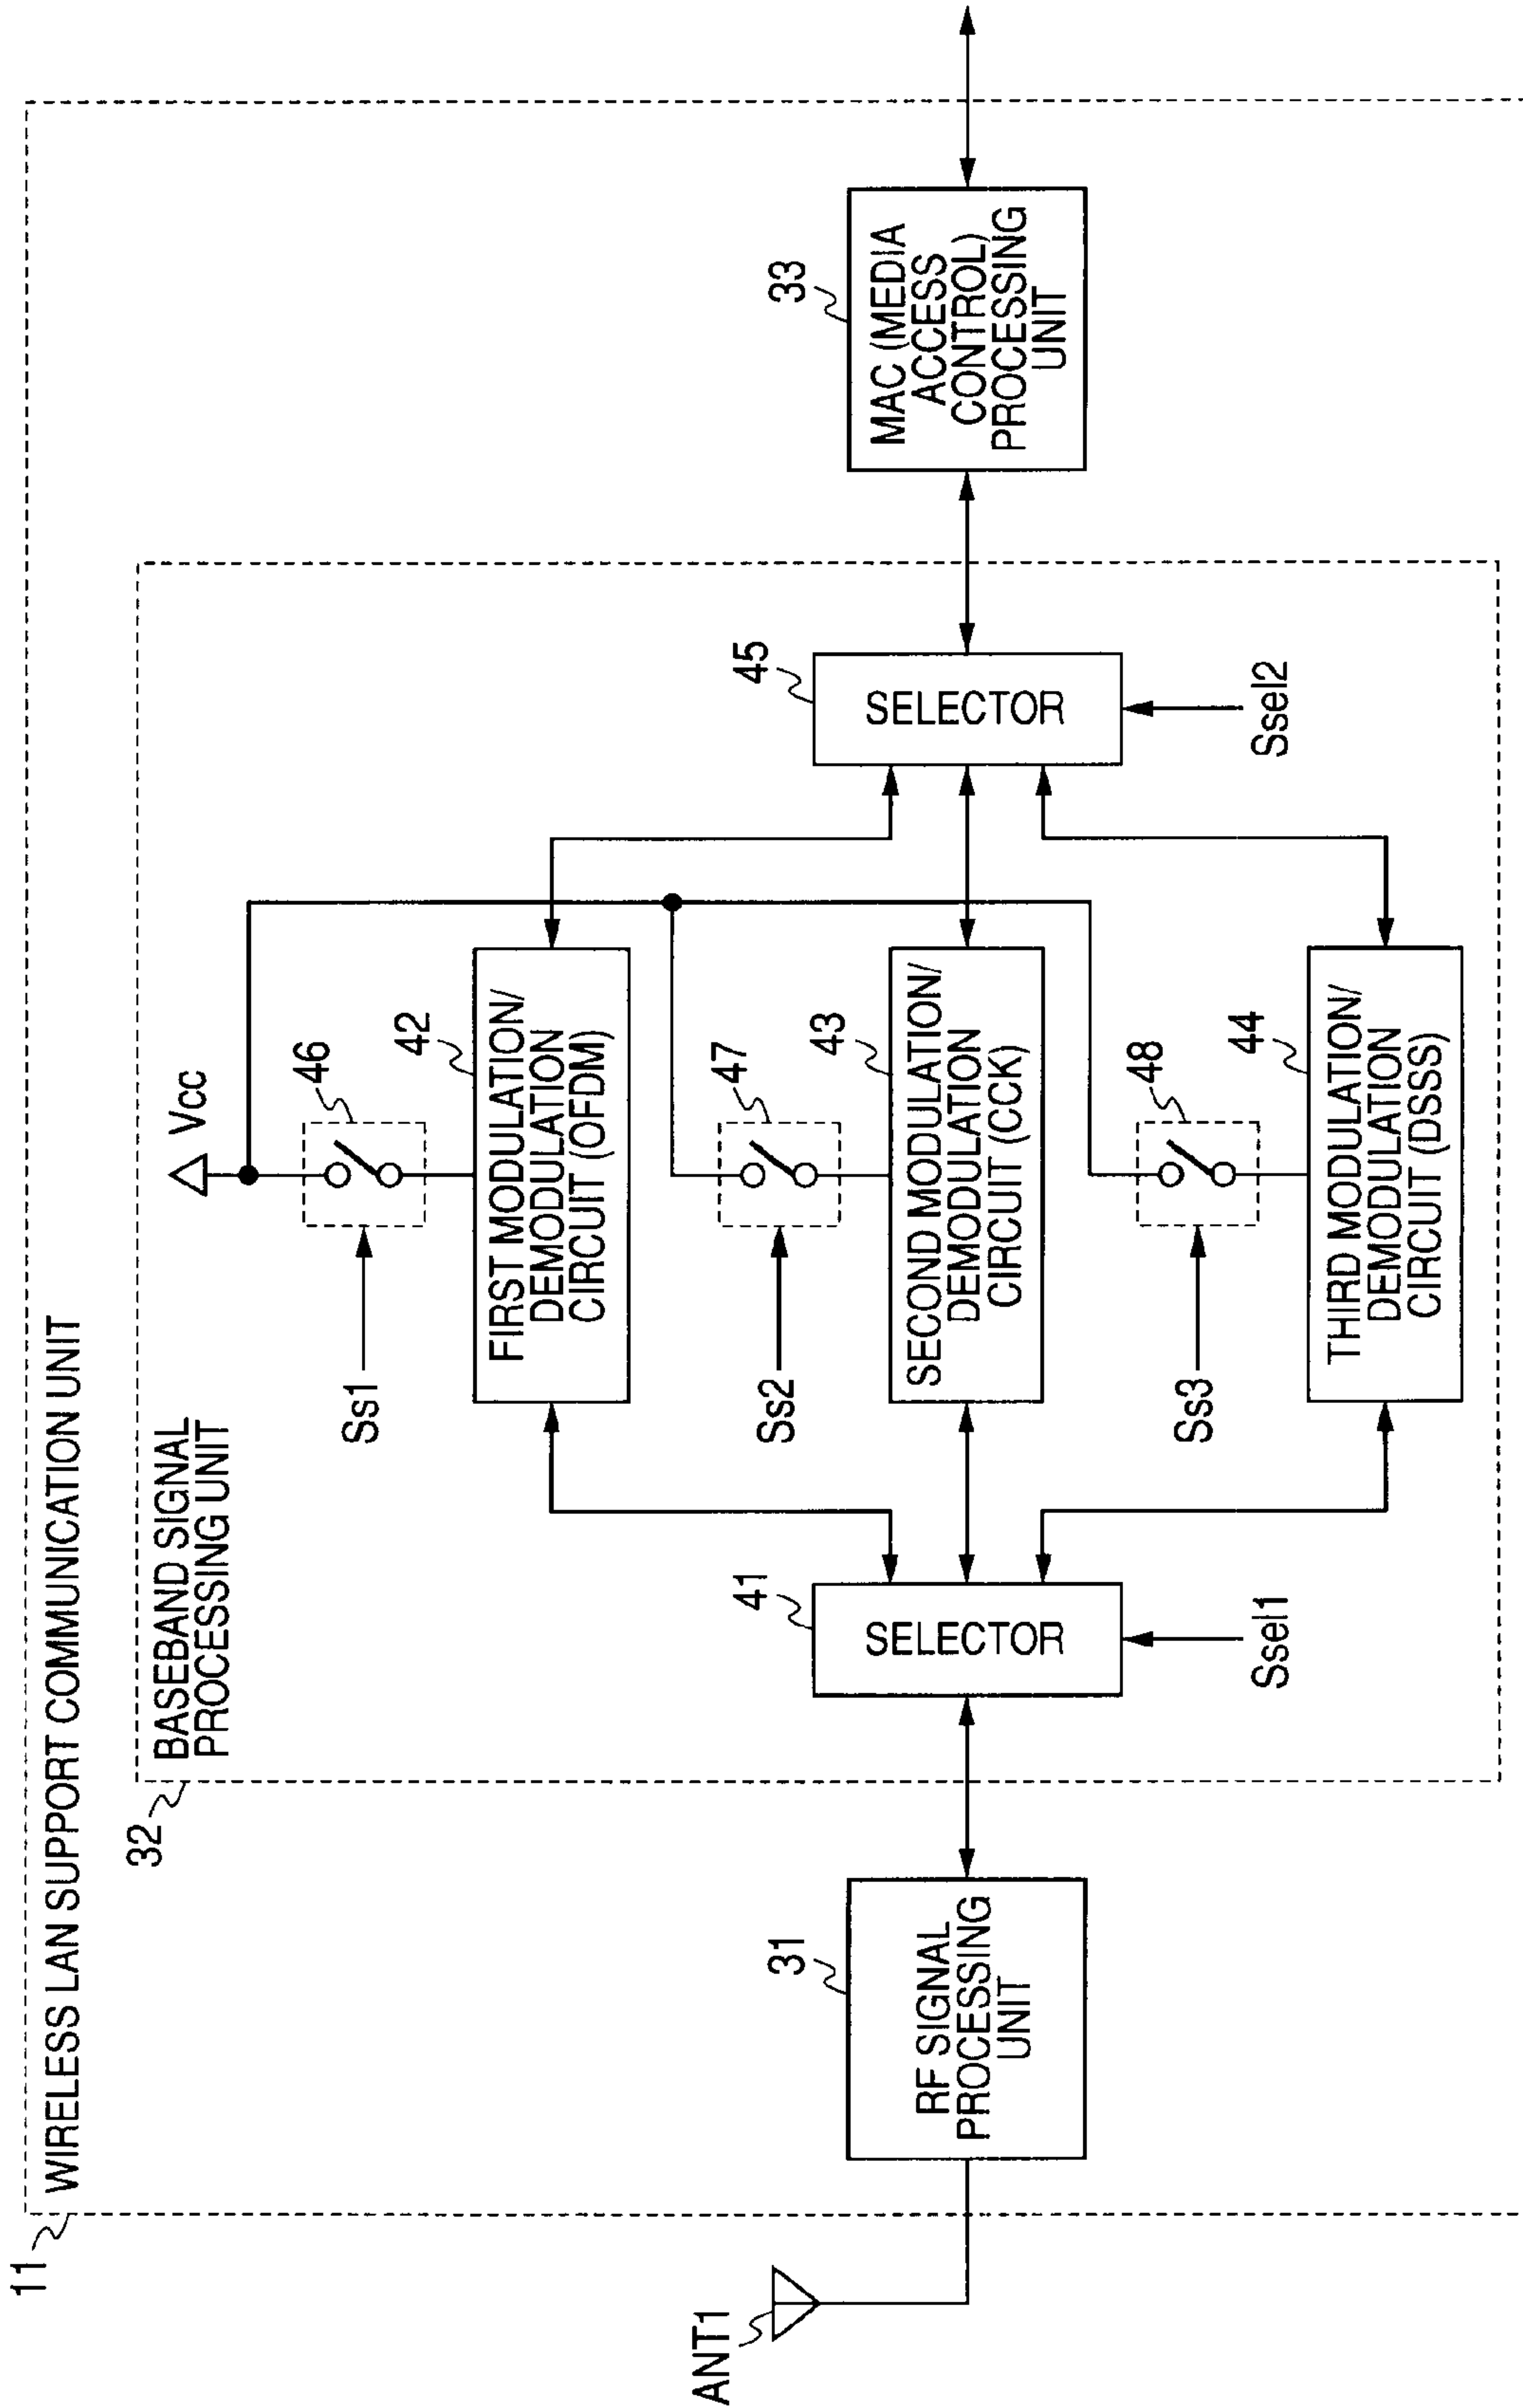 11
WIRELESS LAN SUPPORT COMMUNICATION UNIT
32
BASEBAND SIGNAL
PROCESSING UNIT
Vcc
46
Ss1
42
FIRST MODULATION/
DEMODULATION
CIRCUIT (OFDM)
47
Ss2
43
SECOND MODULATION/
DEMODULATION
CIRCUIT (CCK)
48
Ss3
44
THIRD MODULATION/
DEMODULATION
CIRCUIT (DSSS)
ANT1
31
RF SIGNAL
PROCESSING
UNIT
41
SELECTOR
Ssel1
45
SELECTOR
Ssel2
33
MAC (MEDIA
ACCESS
CONTROL)
PROCESSING
UNIT